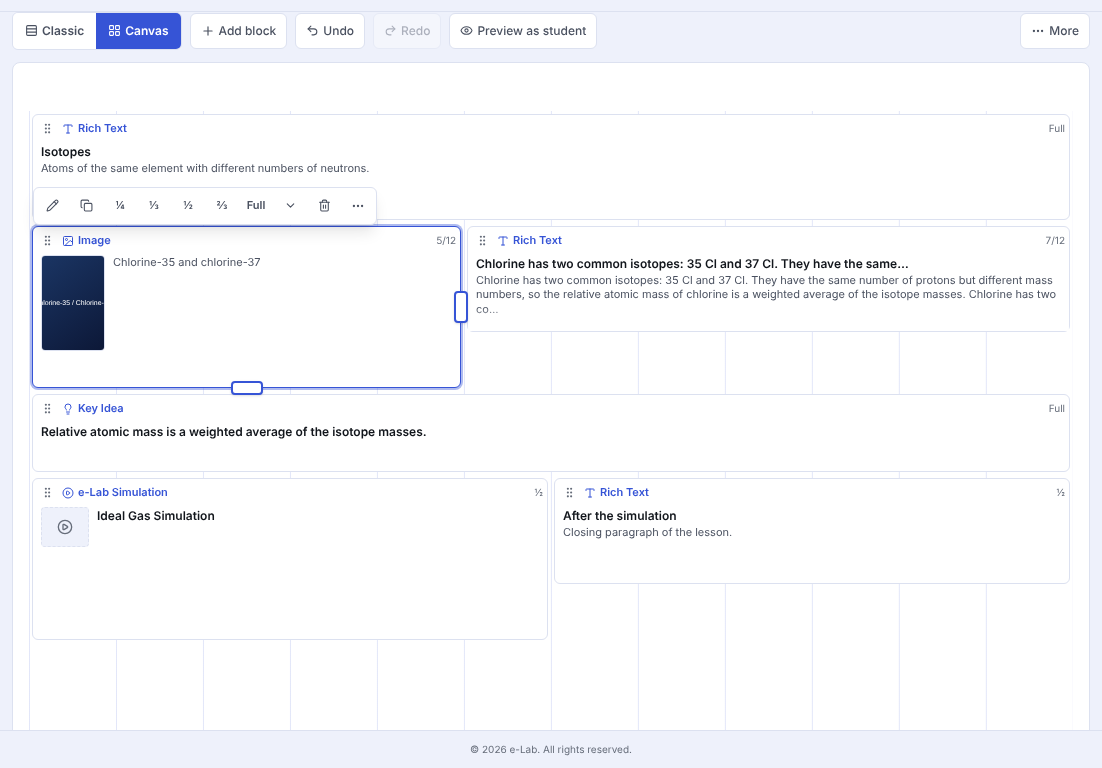 Classic
Canvas
Add block
Undo
Redo
Preview as student
More
Rich Text
Full
Isotopes
Atoms of the same element with different numbers of neutrons.
¼
⅓
½
⅔
Full
Image
5/12
Chlorine-35 and chlorine-37
lorine-35 / Chlorine-
Rich Text
7/12
Chlorine has two common isotopes: 35 Cl and 37 Cl. They have the same…
Chlorine has two common isotopes: 35 Cl and 37 Cl. They have the same number of protons but different mass
numbers, so the relative atomic mass of chlorine is a weighted average of the isotope masses. Chlorine has two
co…
Key Idea
Full
Relative atomic mass is a weighted average of the isotope masses.
e-Lab Simulation
½
Ideal Gas Simulation
Rich Text
½
After the simulation
Closing paragraph of the lesson.
© 2026 e-Lab. All rights reserved.